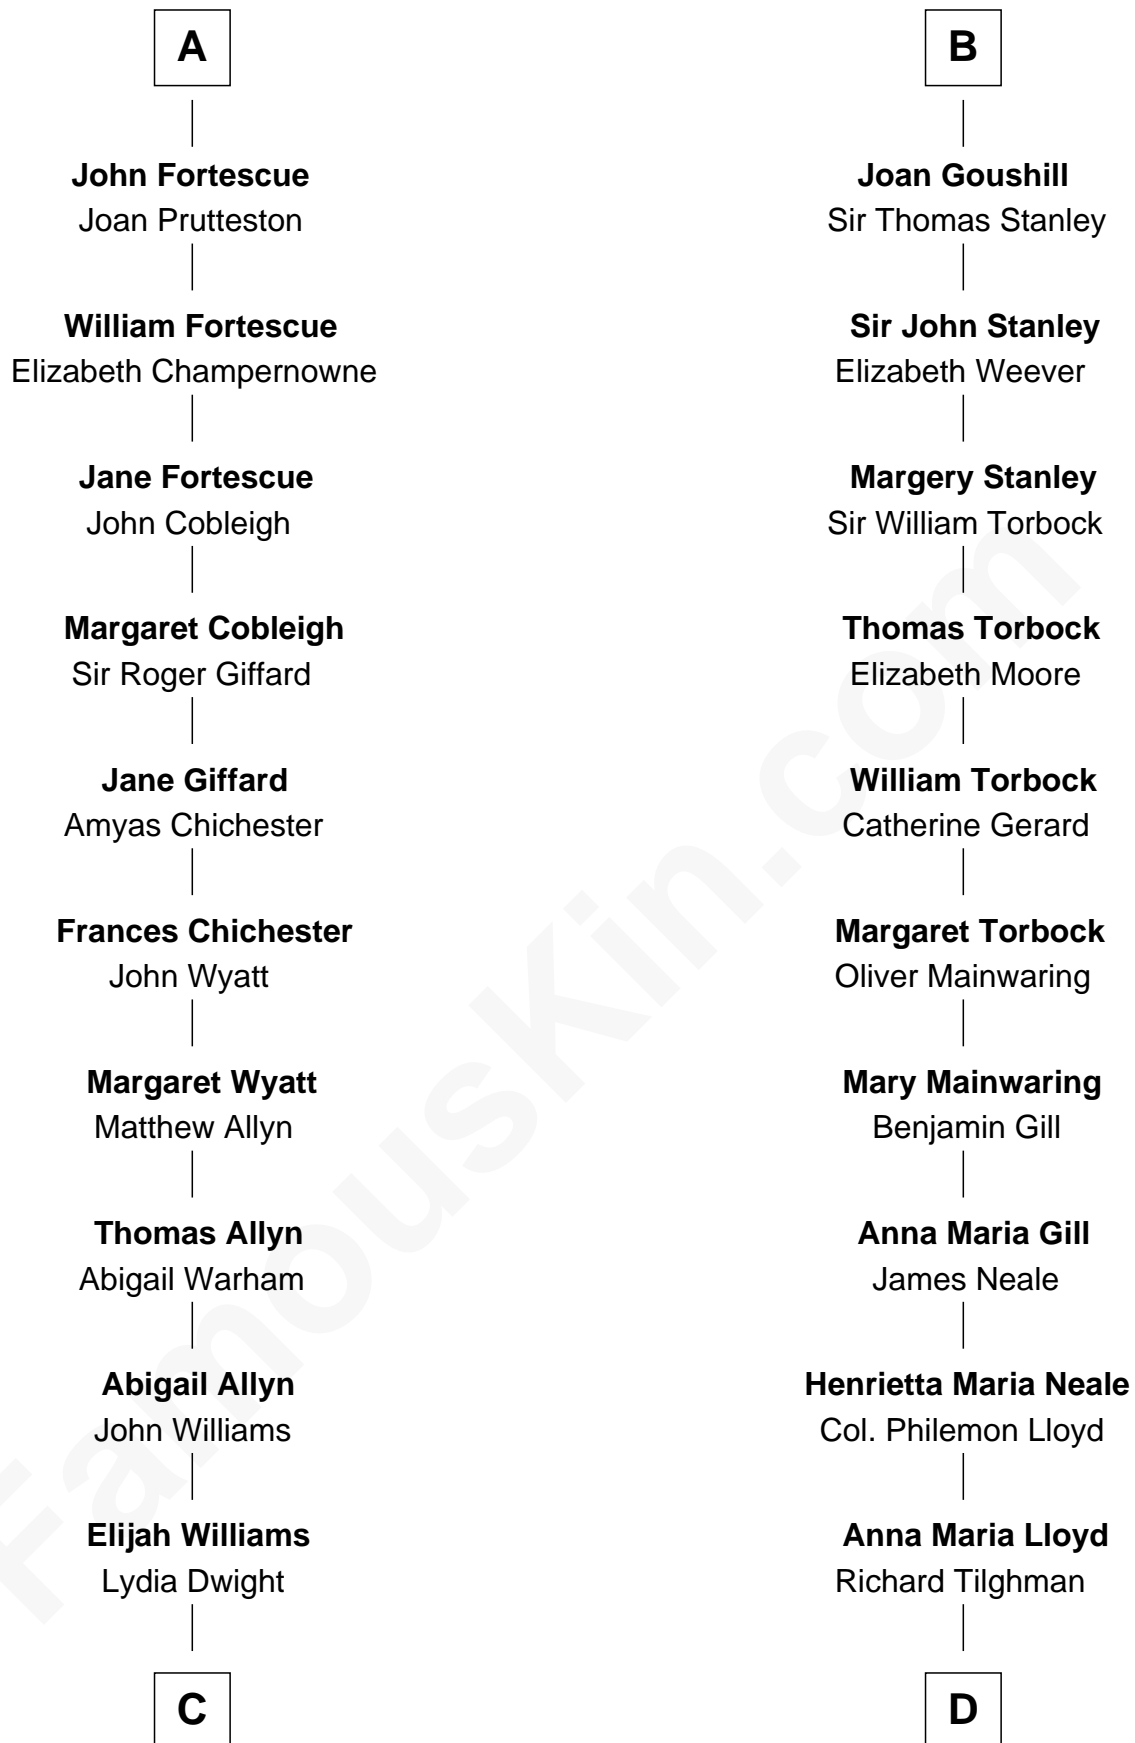 A
John Fortescue
Joan Prutteston
William Fortescue
Elizabeth Champernowne
Jane Fortescue
John Cobleigh
Margaret Cobleigh
Sir Roger Giffard
Jane Giffard
Amyas Chichester
Frances Chichester
John Wyatt
Margaret Wyatt
Matthew Allyn
Thomas Allyn
Abigail Warham
Abigail Allyn
John Williams
Elijah Williams
Lydia Dwight
C
B
Joan Goushill
Sir Thomas Stanley
Sir John Stanley
Elizabeth Weever
Margery Stanley
Sir William Torbock
Thomas Torbock
Elizabeth Moore
William Torbock
Catherine Gerard
Margaret Torbock
Oliver Mainwaring
Mary Mainwaring
Benjamin Gill
Anna Maria Gill
James Neale
Henrietta Maria Neale
Col. Philemon Lloyd
Anna Maria Lloyd
Richard Tilghman
D
FamousKin.com